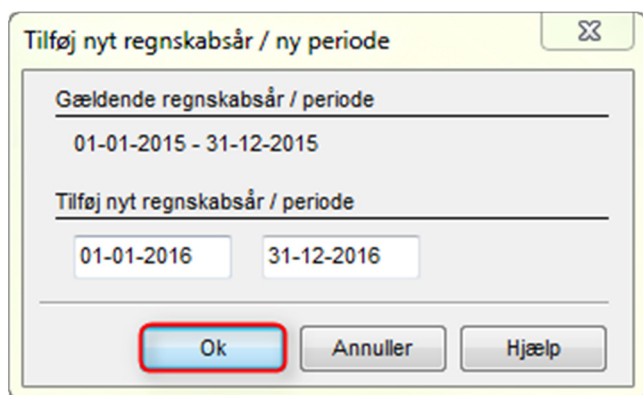 Tilføj nyt regnskabsår / ny periode
Gældende regnskabsår / periode
01-01-2015 - 31-12-2015
Tilføj nyt regnskabsår / periode
01-01-2016 31-12-2016
Ok Annuller Hjælp